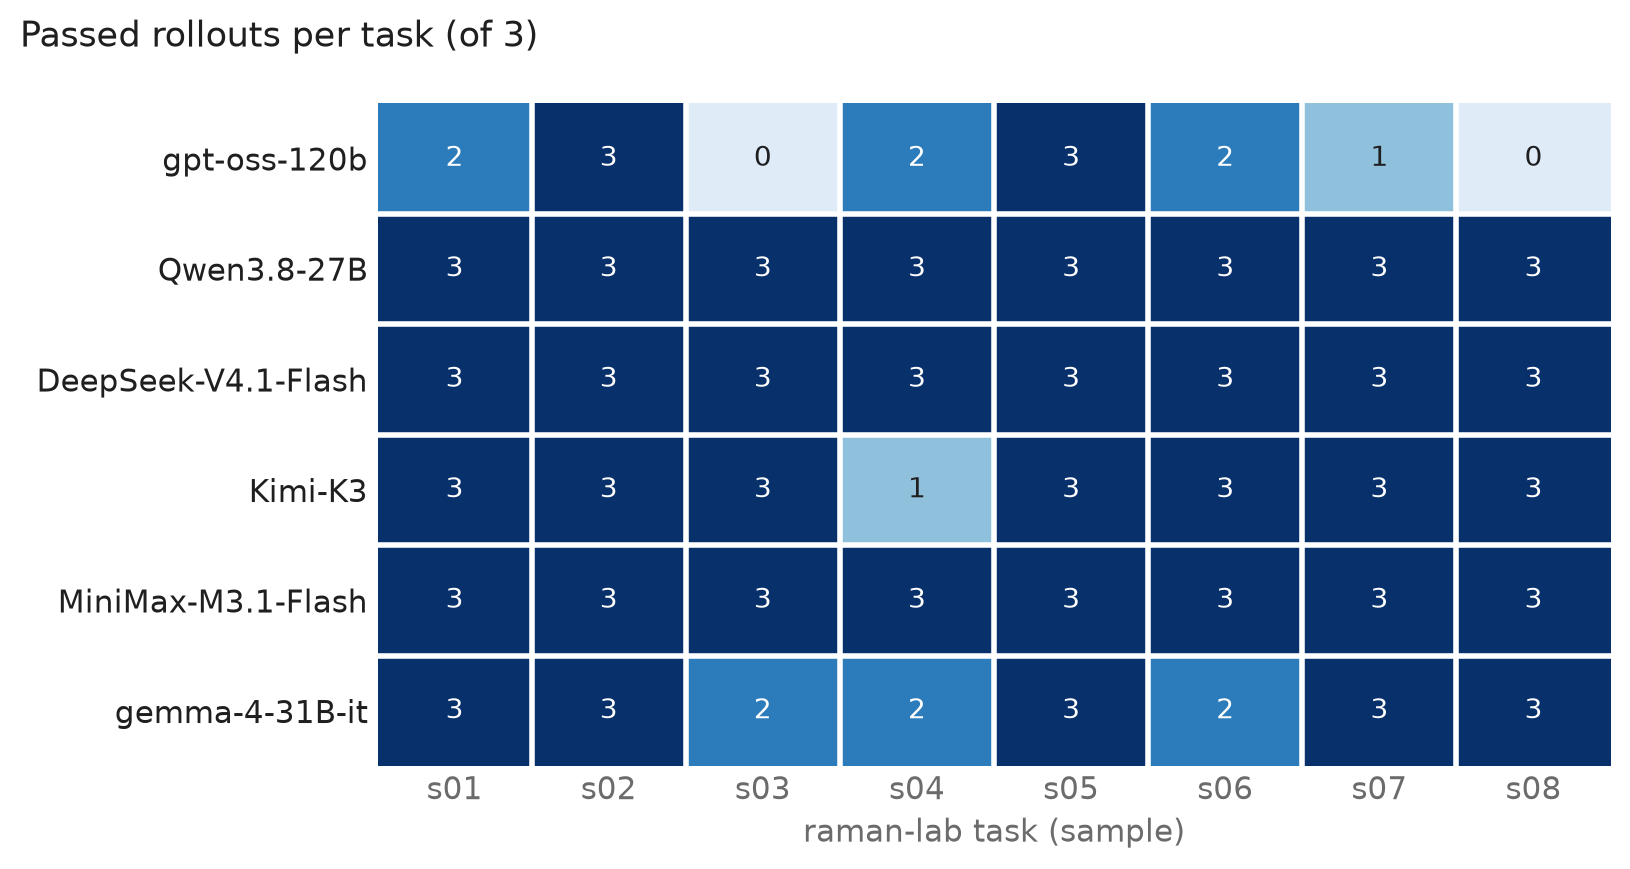 Passed rollouts per task (of 3)
gpt-oss-120b 2 3 0 2 3 2 1 0
Qwen3.8-27B 3 3 3 3 3 3 3 3
DeepSeek-V4.1-Flash 3 3 3 3 3 3 3 3
Kimi-K3 3 3 3 1 3 3 3 3
MiniMax-M3.1-Flash 3 3 3 3 3 3 3 3
gemma-4-31B-it 3 3 2 2 3 2 3 3
s01 s02 s03 s04 s05 s06 s07 s08
raman-lab task (sample)